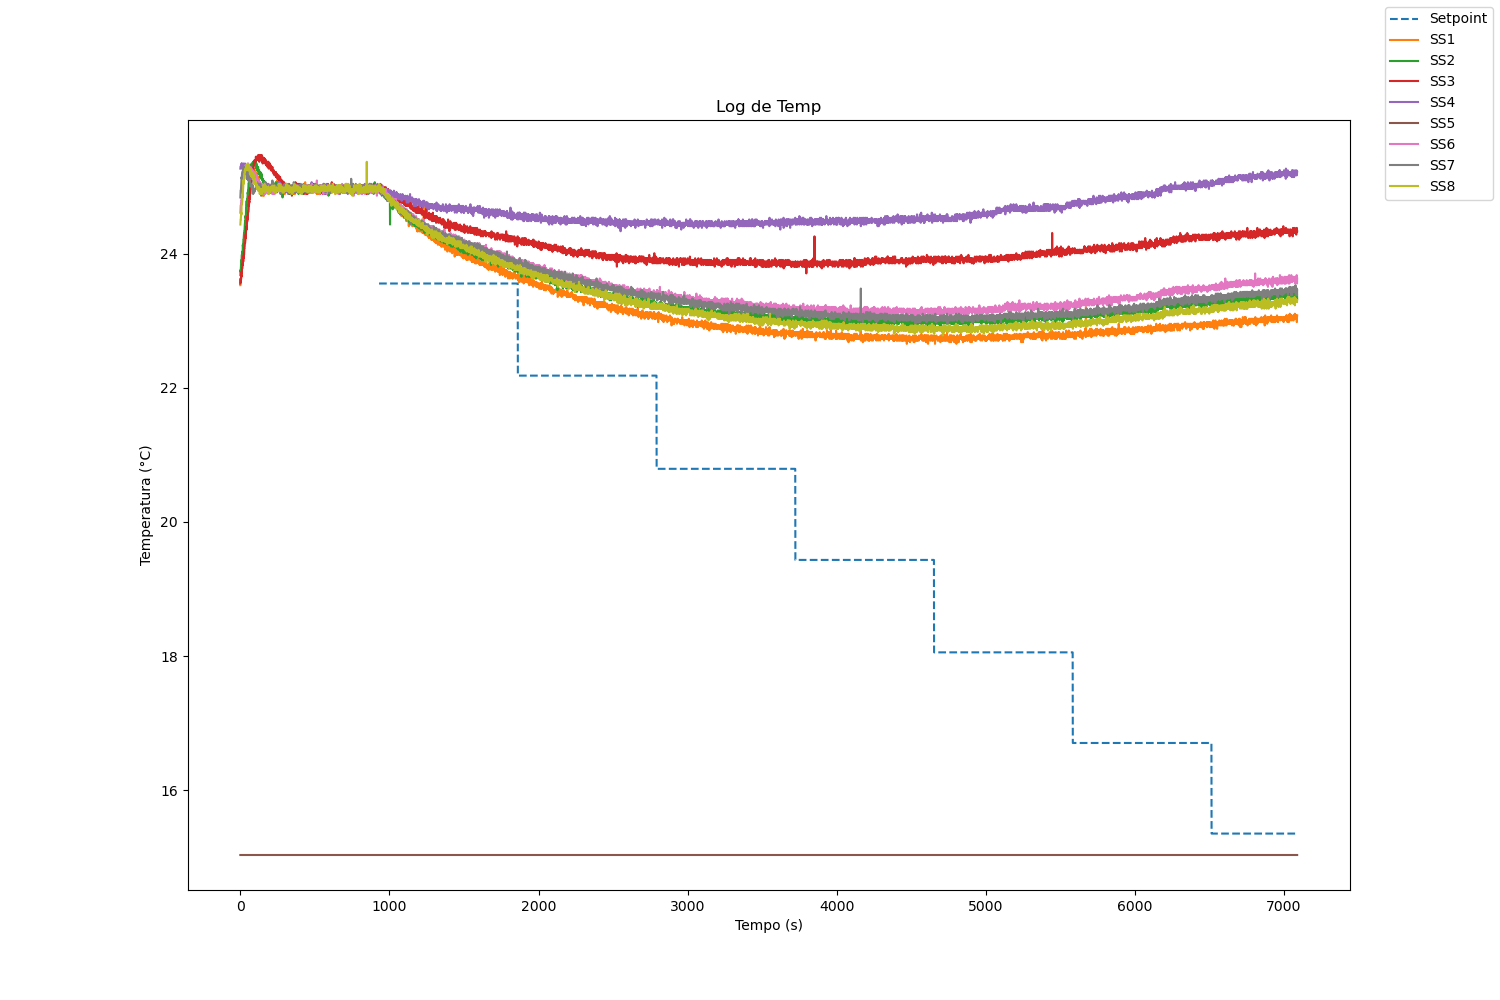 Setpoint
SS1
SS2
SS3
SS4
SS5
SS6
SS7
SS8
Log de Temp
Temperatura (°C)
24
22
20
18
16
0 1000 2000 3000 4000 5000 6000 7000
Tempo (s)